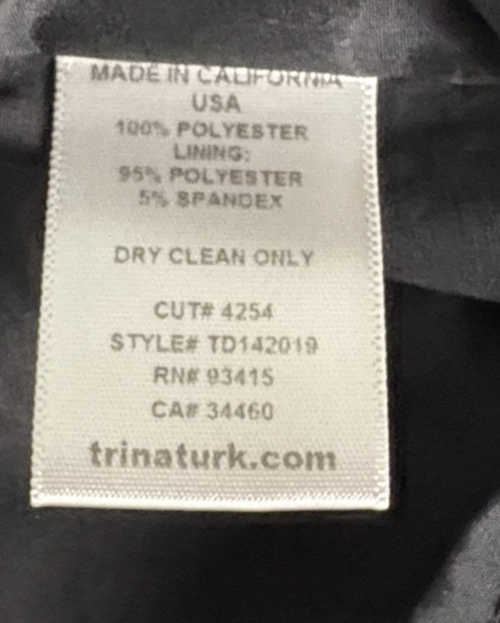 MADE IN CALIFORNIA
USA
100% POLYESTER
LINING:
95% POLYESTER
5% SPANDEX
DRY CLEAN ONLY
CUT# 4254
STYLE# TD142019
RN# 93415
CA# 34460
trinaturk.com